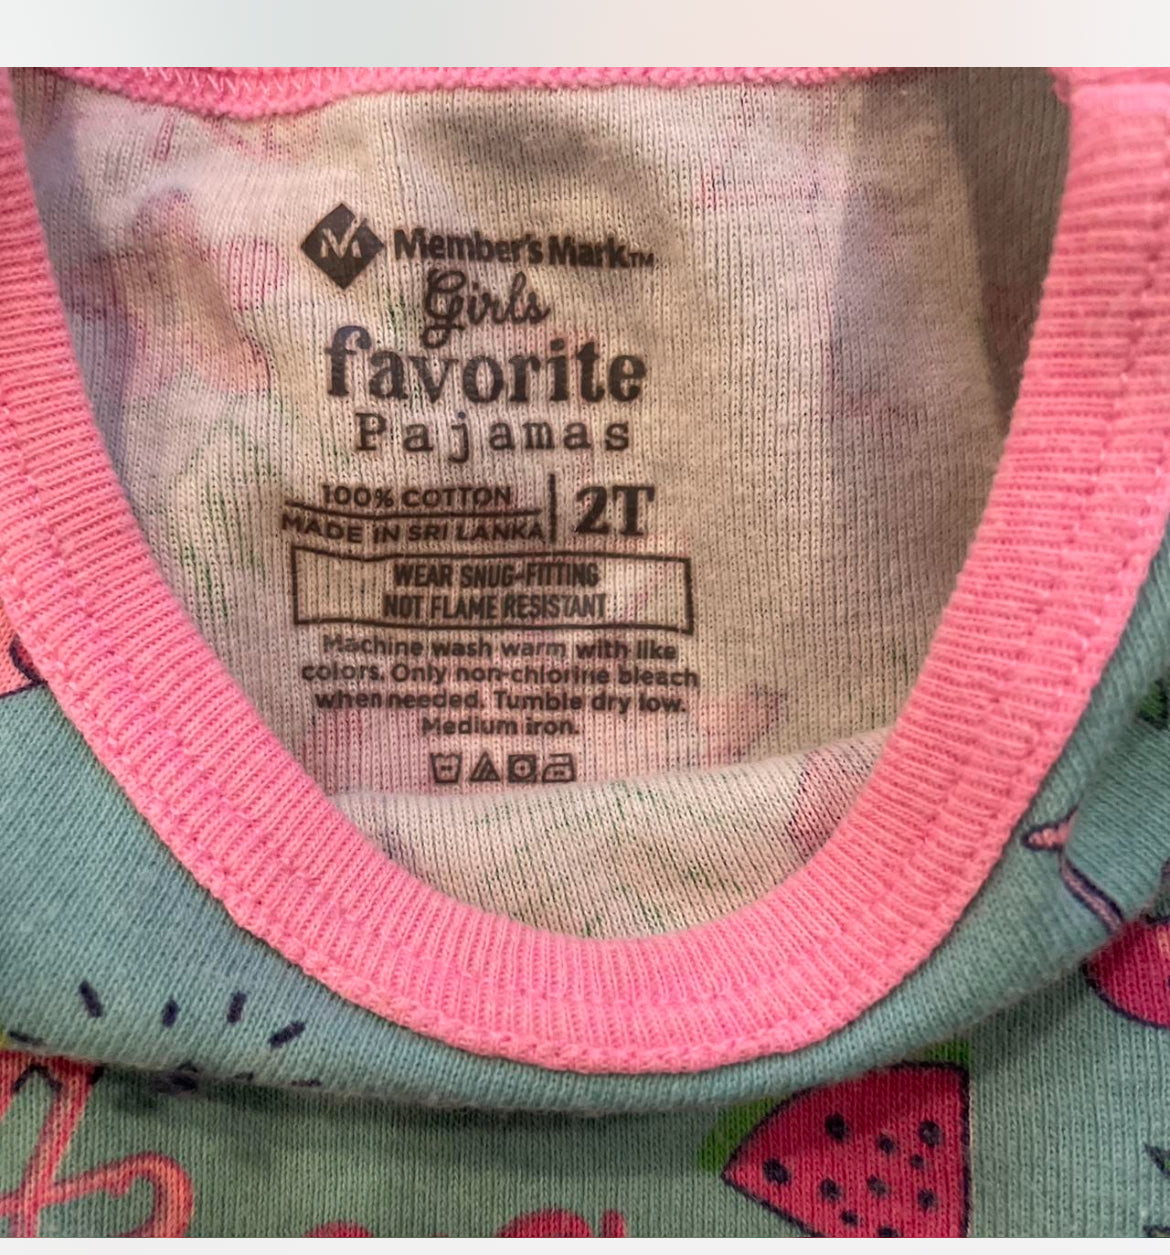 Member's Mark™
Girls
favorite
Pajamas
100% COTTON
MADE IN SRI LANKA
2T
WEAR SNUG-FITTING
NOT FLAME RESISTANT
Machine wash warm with like
colors. Only non-chlorine bleach
when needed. Tumble dry low.
Medium iron.